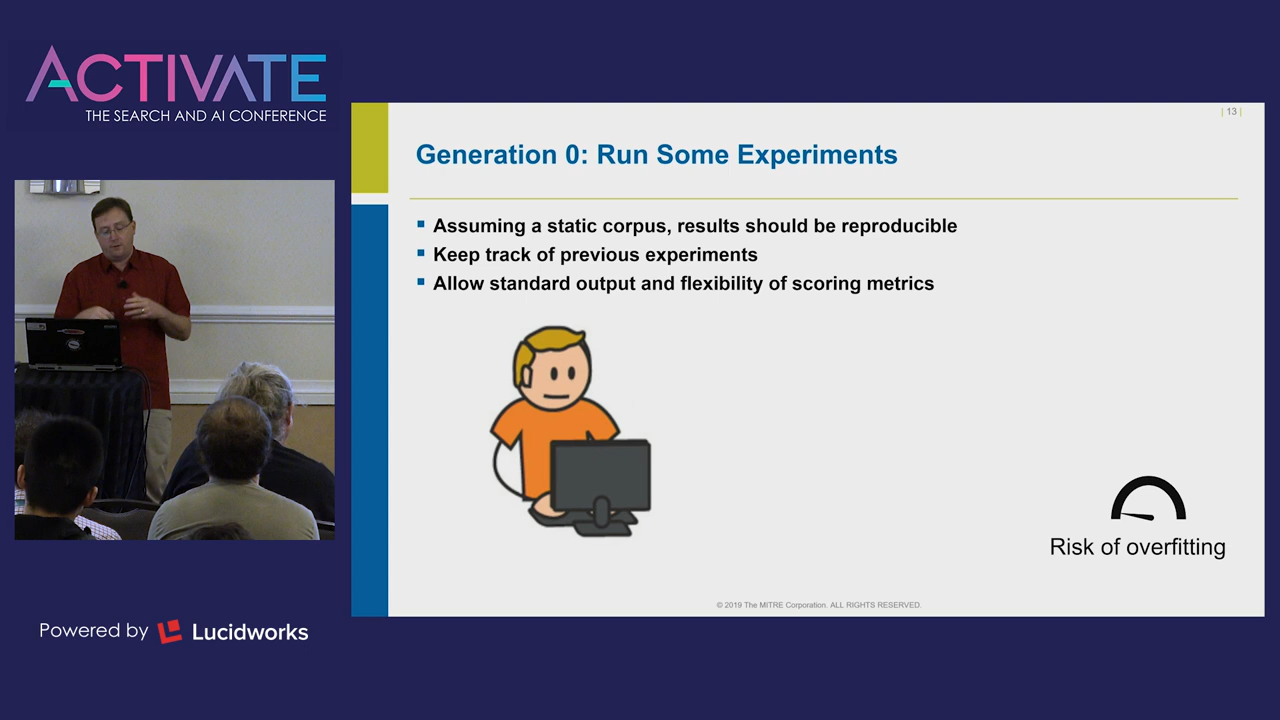 ACTIVATE
THE SEARCH AND AI CONFERENCE
| 13 |
Generation 0: Run Some Experiments
Assuming a static corpus, results should be reproducible
Keep track of previous experiments
Allow standard output and flexibility of scoring metrics
Risk of overfitting
© 2019 The MITRE Corporation. ALL RIGHTS RESERVED.
Powered by Lucidworks